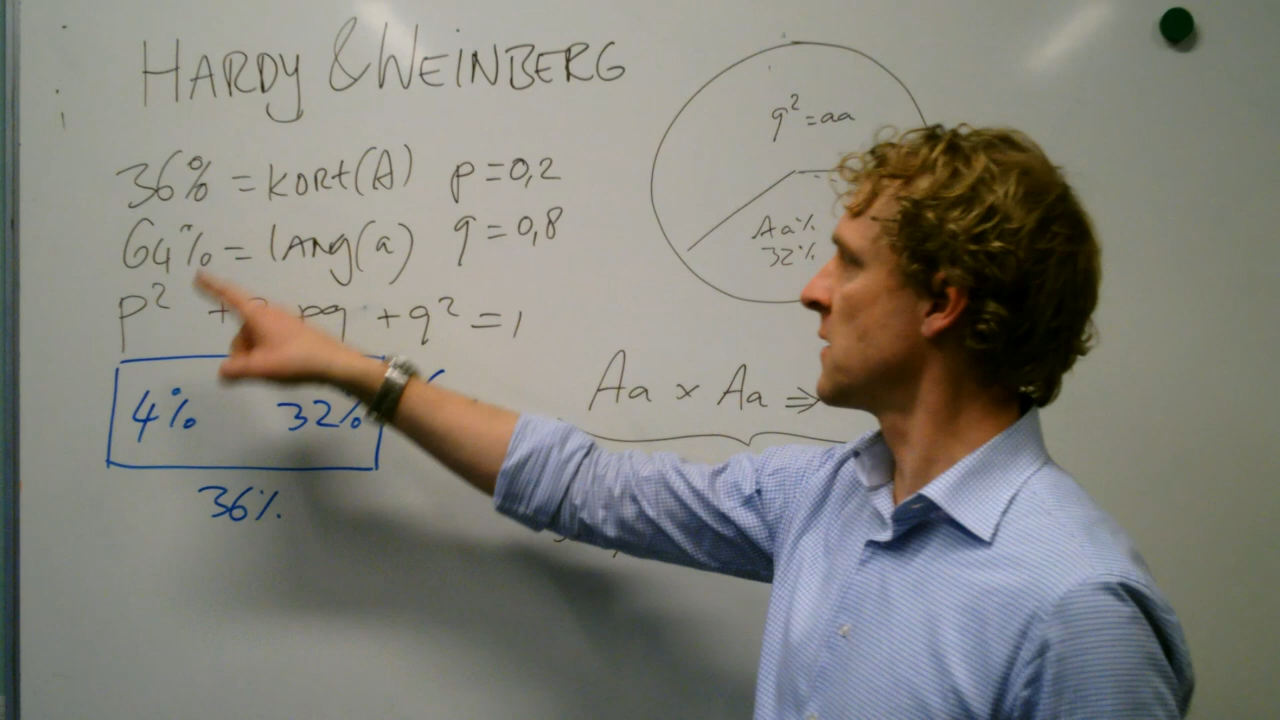 HARDY & WEINBERG
36% = KORT(A) p=0,2
64% = lANg(a) q=0,8
p² + pq + q² = 1
4% 32%
36%
q²=aa
Aa%
32%
Aa x Aa ⇒